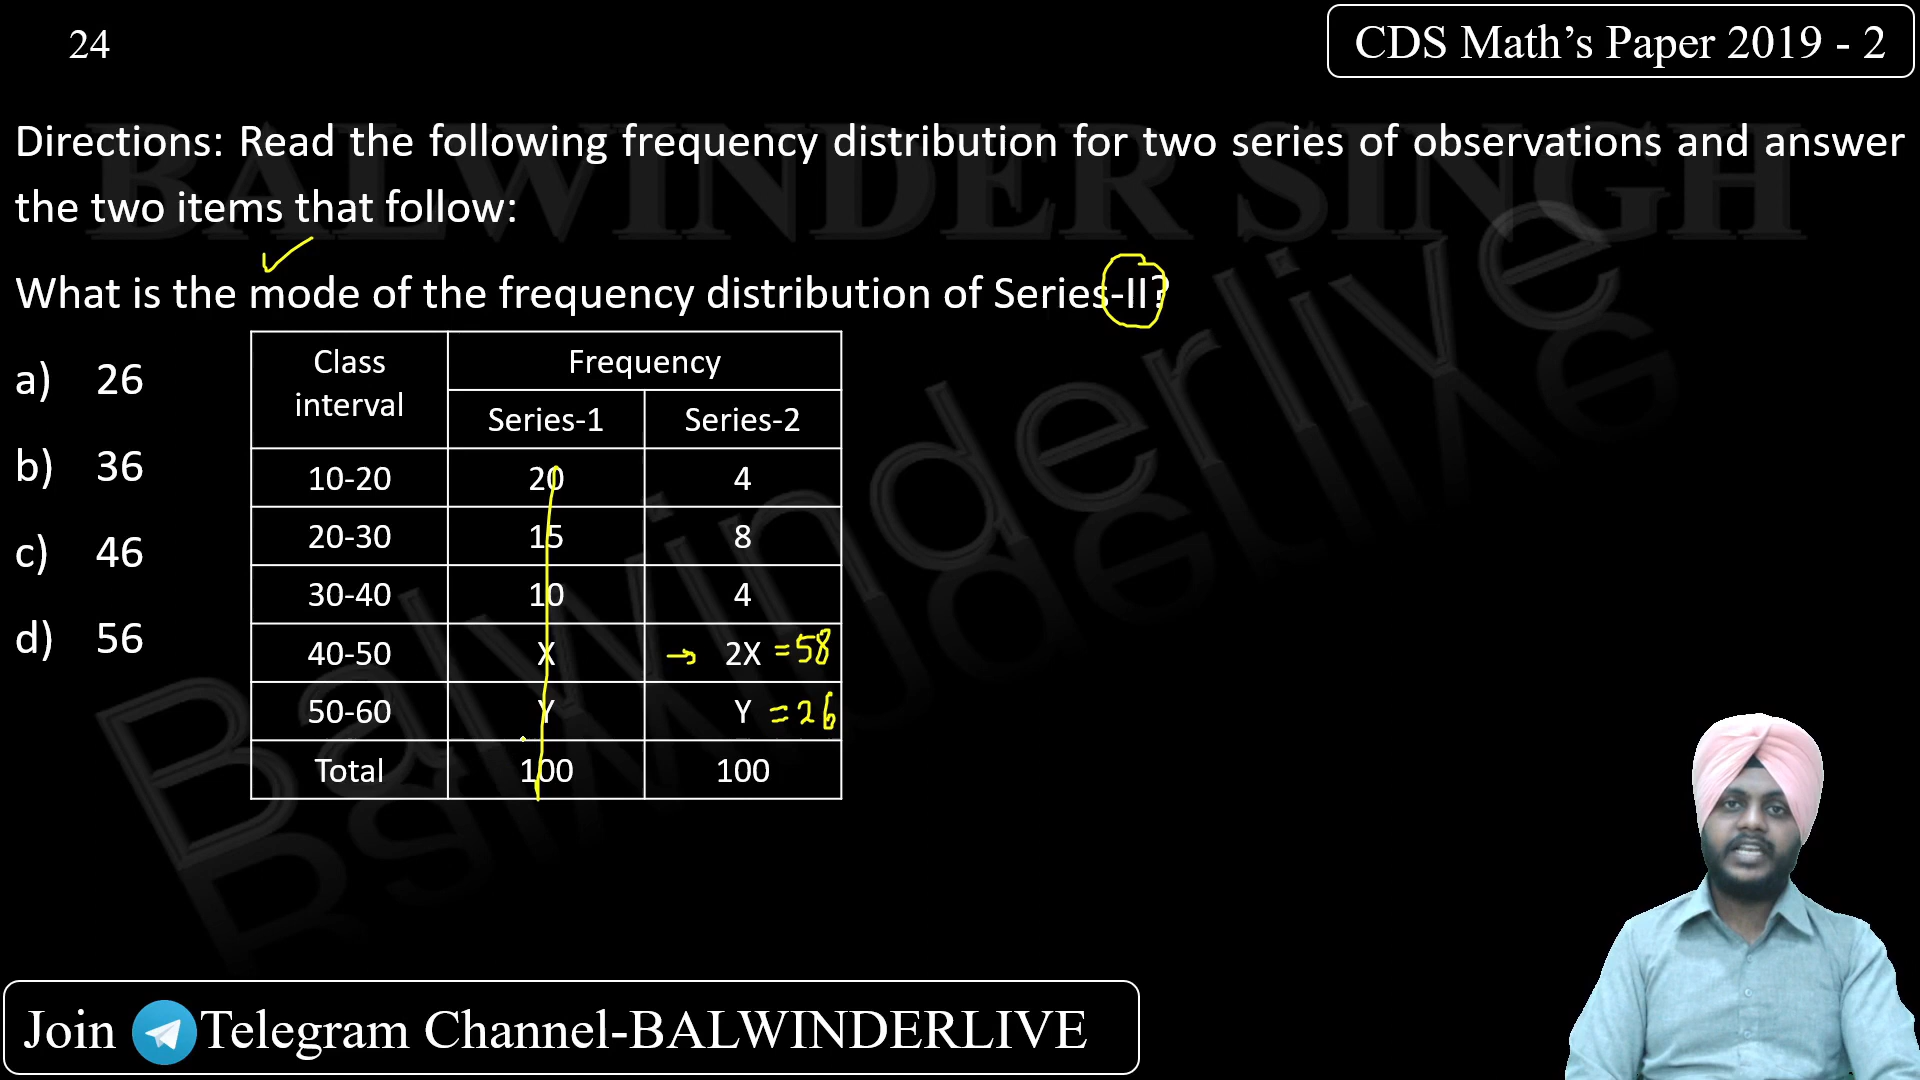 24
CDS Math’s Paper 2019 - 2
BALWINDER SINGH
Directions: Read the following frequency distribution for two series of observations and answer
the two items that follow:
What is the mode of the frequency distribution of Series-II?
a) 26
b) 36
c) 46
d) 56
Class interval Frequency
Series-1 Series-2
10-20 20 4
20-30 15 8
30-40 10 4
40-50 X → 2X = 58
50-60 Y Y = 26
Total 100 100
Balwinderlive
Join Telegram Channel-BALWINDERLIVE